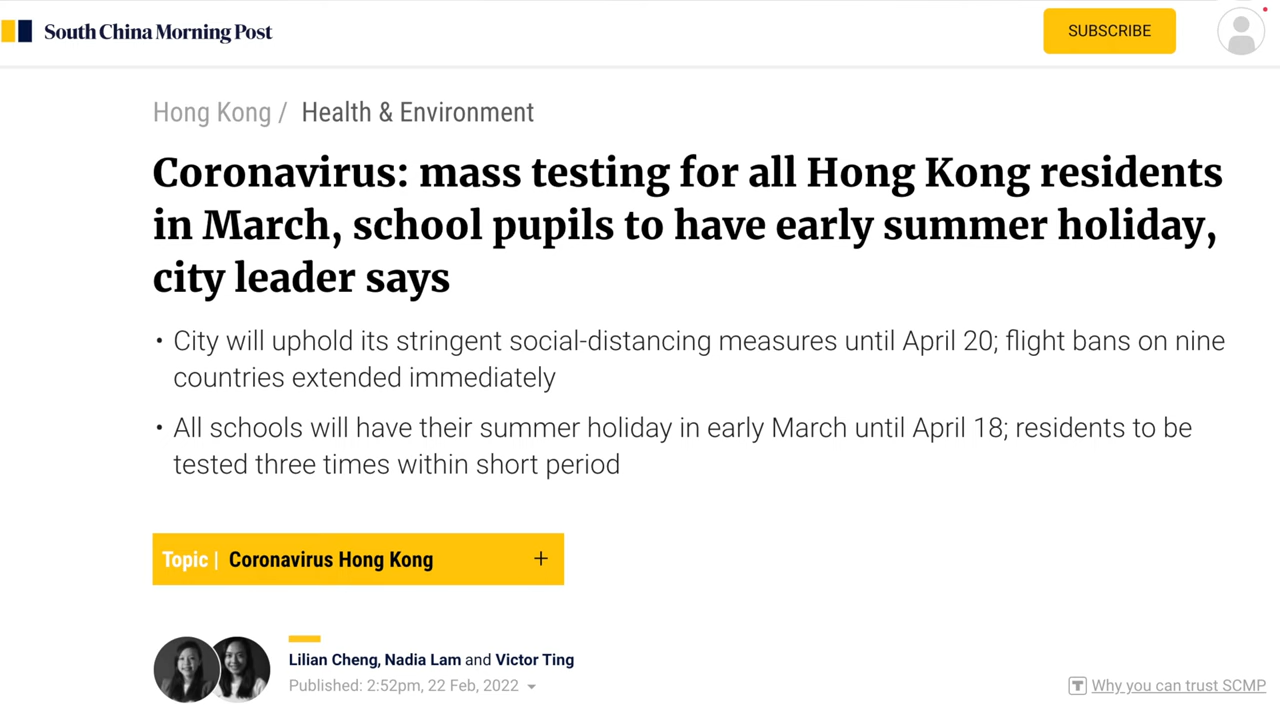 South China Morning Post
SUBSCRIBE
Hong Kong / Health & Environment
Coronavirus: mass testing for all Hong Kong residents
in March, school pupils to have early summer holiday,
city leader says
• City will uphold its stringent social-distancing measures until April 20; flight bans on nine
countries extended immediately
• All schools will have their summer holiday in early March until April 18; residents to be
tested three times within short period
Topic | Coronavirus Hong Kong +
Lilian Cheng, Nadia Lam and Victor Ting
Published: 2:52pm, 22 Feb, 2022
T Why you can trust SCMP